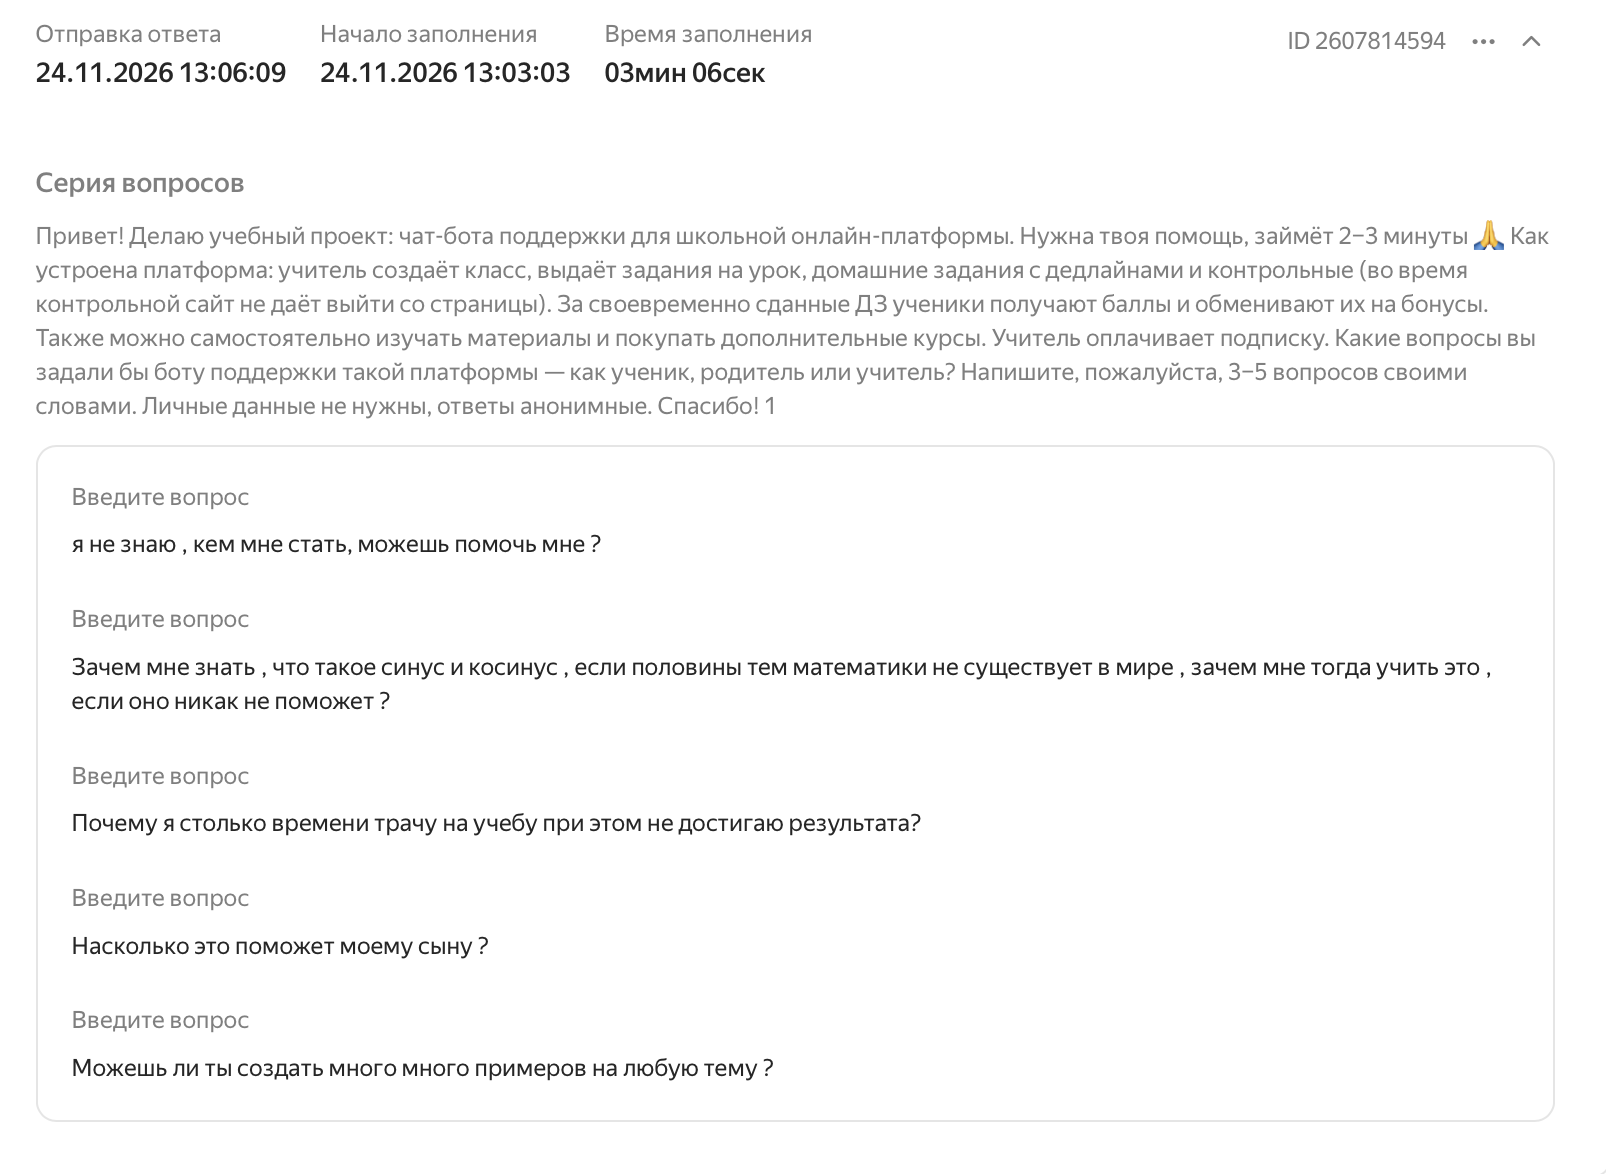 Отправка ответа
Начало заполнения
Время заполнения
ID 2607814594
24.11.2026 13:06:09
24.11.2026 13:03:03
03мин 06сек
Серия вопросов
Привет! Делаю учебный проект: чат-бота поддержки для школьной онлайн-платформы. Нужна твоя помощь, займёт 2–3 минуты 🙏 Как
устроена платформа: учитель создаёт класс, выдаёт задания на урок, домашние задания с дедлайнами и контрольные (во время
контрольной сайт не даёт выйти со страницы). За своевременно сданные ДЗ ученики получают баллы и обменивают их на бонусы.
Также можно самостоятельно изучать материалы и покупать дополнительные курсы. Учитель оплачивает подписку. Какие вопросы вы
задали бы боту поддержки такой платформы — как ученик, родитель или учитель? Напишите, пожалуйста, 3–5 вопросов своими
словами. Личные данные не нужны, ответы анонимные. Спасибо! 1
Введите вопрос
я не знаю , кем мне стать, можешь помочь мне ?
Введите вопрос
Зачем мне знать , что такое синус и косинус , если половины тем математики не существует в мире , зачем мне тогда учить это ,
если оно никак не поможет ?
Введите вопрос
Почему я столько времени трачу на учебу при этом не достигаю результата?
Введите вопрос
Насколько это поможет моему сыну ?
Введите вопрос
Можешь ли ты создать много много примеров на любую тему ?